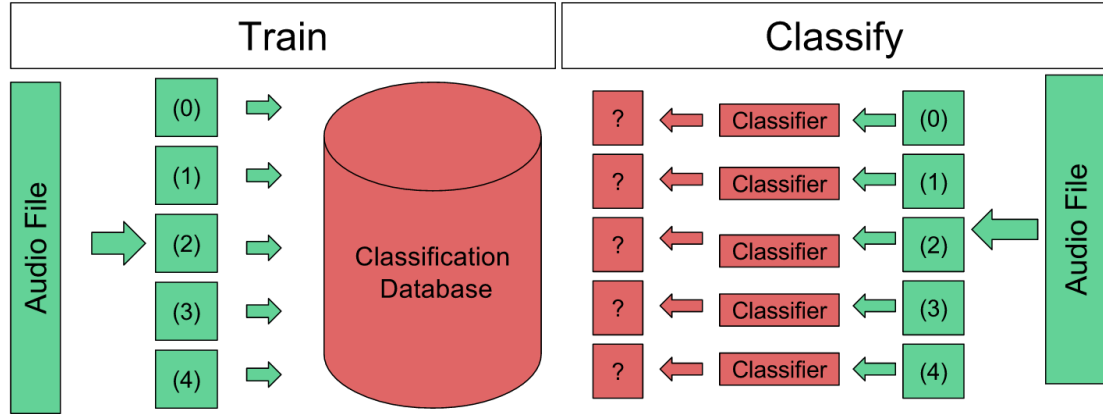 Train
Classify
Audio File
(0)
(1)
(2)
(3)
(4)
Classification
Database
? Classifier (0)
? Classifier (1)
? Classifier (2)
? Classifier (3)
? Classifier (4)
Audio File